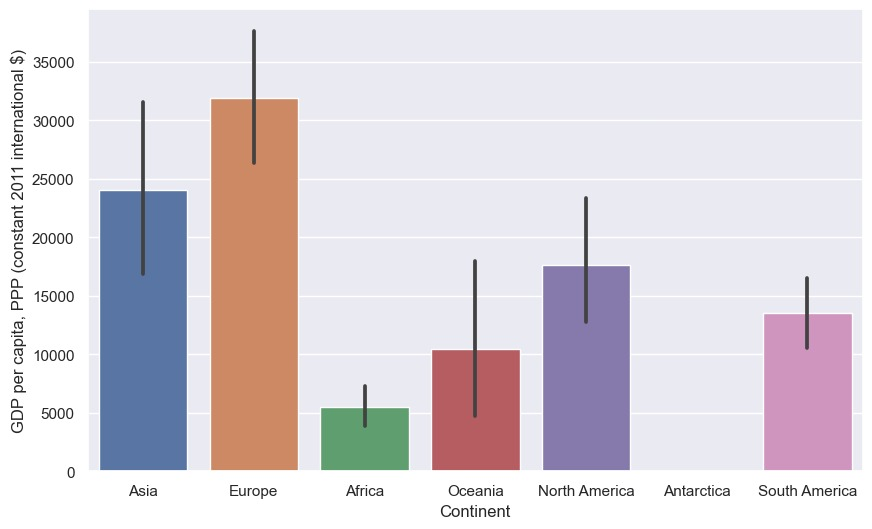 GDP per capita, PPP (constant 2011 international $)
35000
30000
25000
20000
15000
10000
5000
0
Asia
Europe
Africa
Oceania
North America
Antarctica
South America
Continent